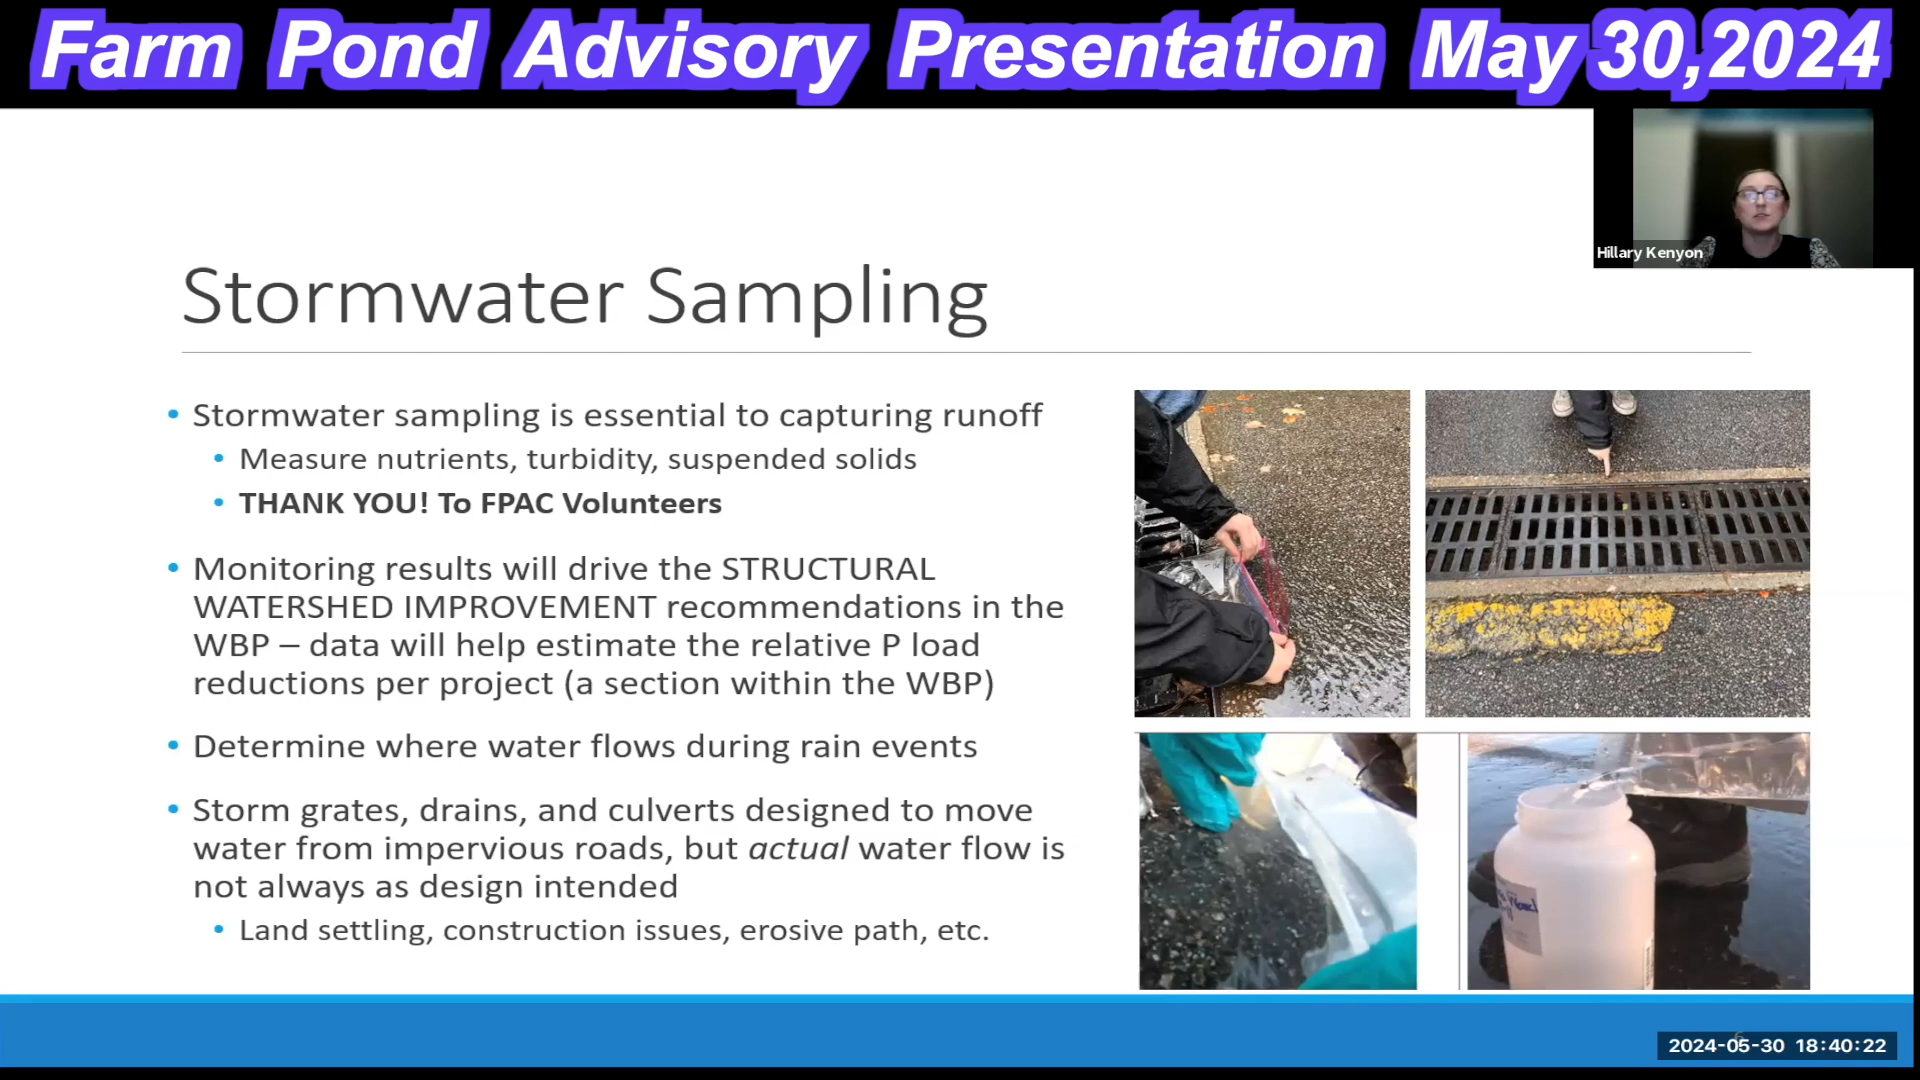 Farm Pond Advisory Presentation May 30,2024
Hillary Kenyon
Stormwater Sampling
• Stormwater sampling is essential to capturing runoff
• Measure nutrients, turbidity, suspended solids
• THANK YOU! To FPAC Volunteers
• Monitoring results will drive the STRUCTURAL
WATERSHED IMPROVEMENT recommendations in the
WBP – data will help estimate the relative P load
reductions per project (a section within the WBP)
• Determine where water flows during rain events
• Storm grates, drains, and culverts designed to move
water from impervious roads, but actual water flow is
not always as design intended
• Land settling, construction issues, erosive path, etc.
2024-05-30 18:40:22